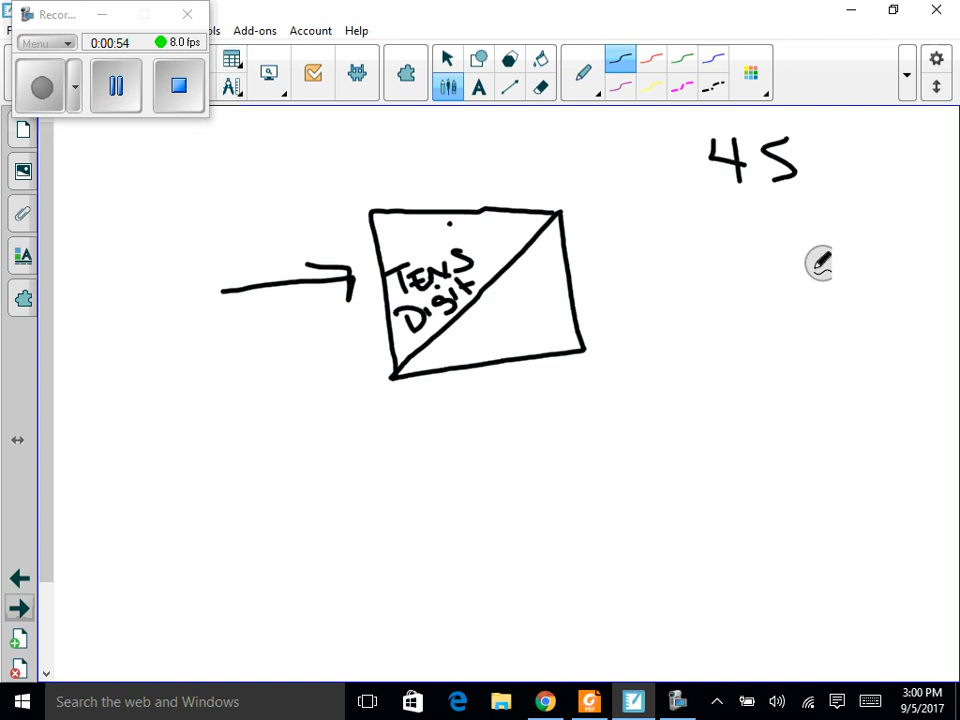 Recor...
Menu
0:00:54
8.0 fps
ols Add-ons Account Help
45
TENS
DIgIt
Search the web and Windows
3:00 PM
9/5/2017